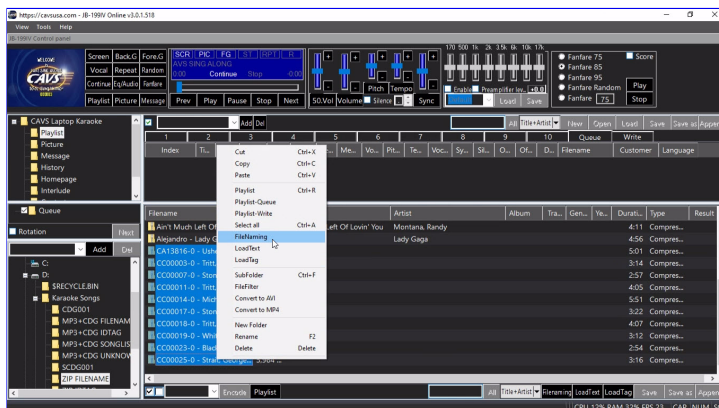 https://cavsusa.com - JB-199IV Online v3.0.1.518
View Tools Help
JB-199IV Control panel
WELCOME
CAVS
Screen Back.G Fore.G
Vocal Repeat Random
Continue Eq/Audio Fanfare
Playlist Picture Message
SCR PIC FG ST RPT R
AVS SING ALONG
0:00 Continue Stop -0:00
Prev Play Pause Stop Next
Pitch Tempo
S0.Vol Volume Silence Sync
170 500 1k 2k 3.5k 6k 10k 17k
Enable Preamplifier lev.. +0.0
Load Save
Fanfare 75
Fanfare 85
Fanfare 95
Fanfare Random
Fanfare 75
Score
Play
Stop
CAVS Laptop Karaoke
Playlist
Picture
Message
History
Homepage
Interlude
Add Del
All Title+Artist New Open Load Save Save as Appen
1 2 3 4 5 6 7 8 9 10 Queue Write
Index Ti... Me... Vo... Pit... Te... Voc... Sy... Sil... O... Of... D... Filename Customer Language
Queue
Rotation Next
Add Del
C:
D:
$RECYCLE.BIN
Karaoke Songs
CDG001
MP3+CDG FILENAM
MP3+CDG IDTAG
MP3+CDG SONGLIS
MP3+CDG UNKNOW
SCDG001
ZIP FILENAME
Filename Artist Album Tra... Gen... Ye... Durati... Type Result
Ain't Much Left Of Left Of Lovin' You Montana, Randy 4:11 Compres...
Alejandro - Lady G Lady Gaga 4:56 Compres...
CA13816-0 - Ushe 5:01 Compres...
CC00003-0 - Tritt, 3:14 Compres...
CC00007-0 - Ston 2:57 Compres...
CC00011-0 - Tritt, 4:05 Compres...
CC00014-0 - Mich 5:51 Compres...
CC00017-0 - Ston 3:22 Compres...
CC00018-0 - Tritt, 4:07 Compres...
CC00019-0 - Whit 3:12 Compres...
CC00023-0 - Blac 2:54 Compres...
CC00025-0 - Strait, George... 3.964 ... 3:16 Compres...
Cut Ctrl+X
Copy Ctrl+C
Paste Ctrl+V
Playlist Ctrl+R
Playlist-Queue
Playlist-Write
Select all Ctrl+A
FileNaming
LoadText
LoadTag
SubFolder Ctrl+F
FileFilter
Convert to AVI
Convert to MP4
New Folder
Rename F2
Delete Delete
Encode Playlist
All Title+Artist Filenaming LoadText LoadTag Save Save as Appen
CPU 12% RAM 32% FPS 23 CAP NUM